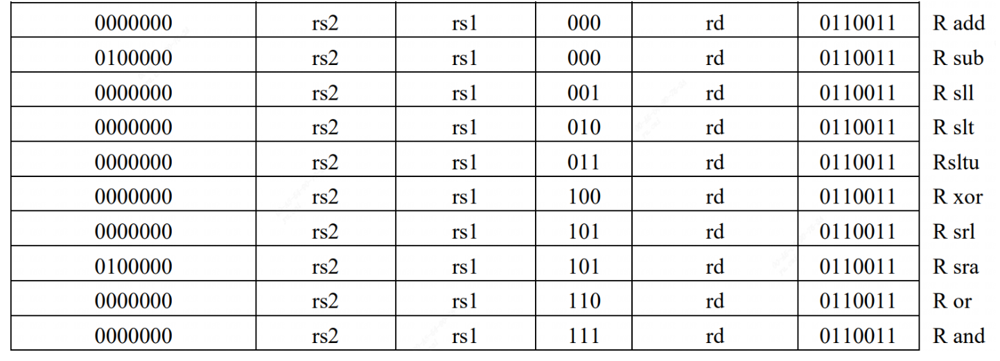 0000000 rs2 rs1 000 rd 0110011 R add
0100000 rs2 rs1 000 rd 0110011 R sub
0000000 rs2 rs1 001 rd 0110011 R sll
0000000 rs2 rs1 010 rd 0110011 R slt
0000000 rs2 rs1 011 rd 0110011 Rsltu
0000000 rs2 rs1 100 rd 0110011 R xor
0000000 rs2 rs1 101 rd 0110011 R srl
0100000 rs2 rs1 101 rd 0110011 R sra
0000000 rs2 rs1 110 rd 0110011 R or
0000000 rs2 rs1 111 rd 0110011 R and